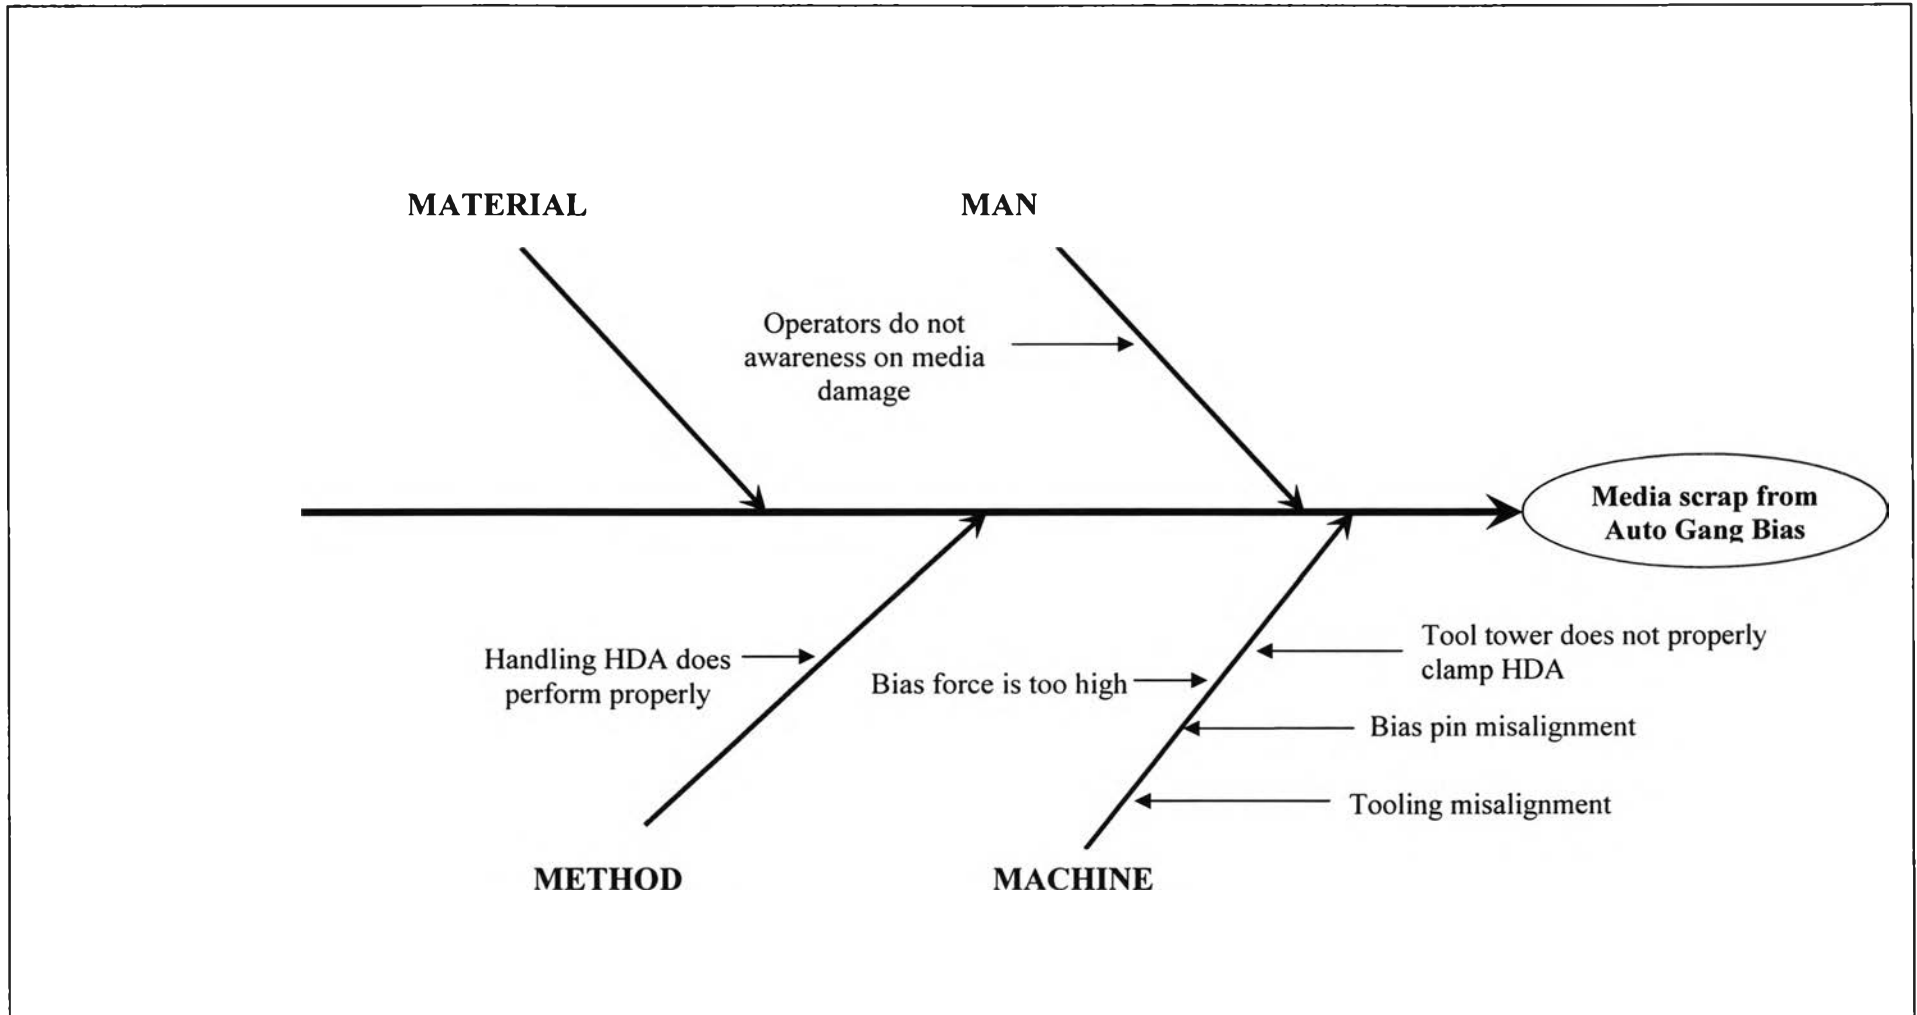 MATERIAL
MAN
Operators do not
awareness on media
damage
Media scrap from
Auto Gang Bias
Handling HDA does
perform properly
Bias force is too high
Tool tower does not properly
clamp HDA
Bias pin misalignment
Tooling misalignment
METHOD
MACHINE